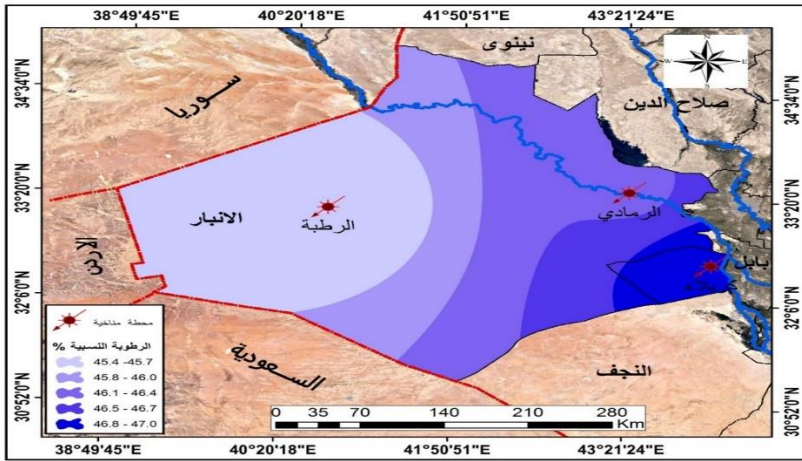 38°49'45"E 40°20'18"E 41°50'51"E 43°21'24"E
34°34'0"N
33°20'0"N
32°6'0"N
30°52'0"N
نينوى
سوريا
صلاح الدين
N
W E
S
الانبار
الرطبة
الرمادي
الاردن
بابل
كربلاء
السعودية
النجف
محطة مناخية
الرطوبة النسبية %
45.4 -45.7
45.8 - 46.0
46.1 - 46.4
46.5 - 46.7
46.8 - 47.0
0 35 70 140 210 280
Km
34°34'0"N
33°20'0"N
32°6'0"N
30°52'0"N
38°49'45"E 40°20'18"E 41°50'51"E 43°21'24"E